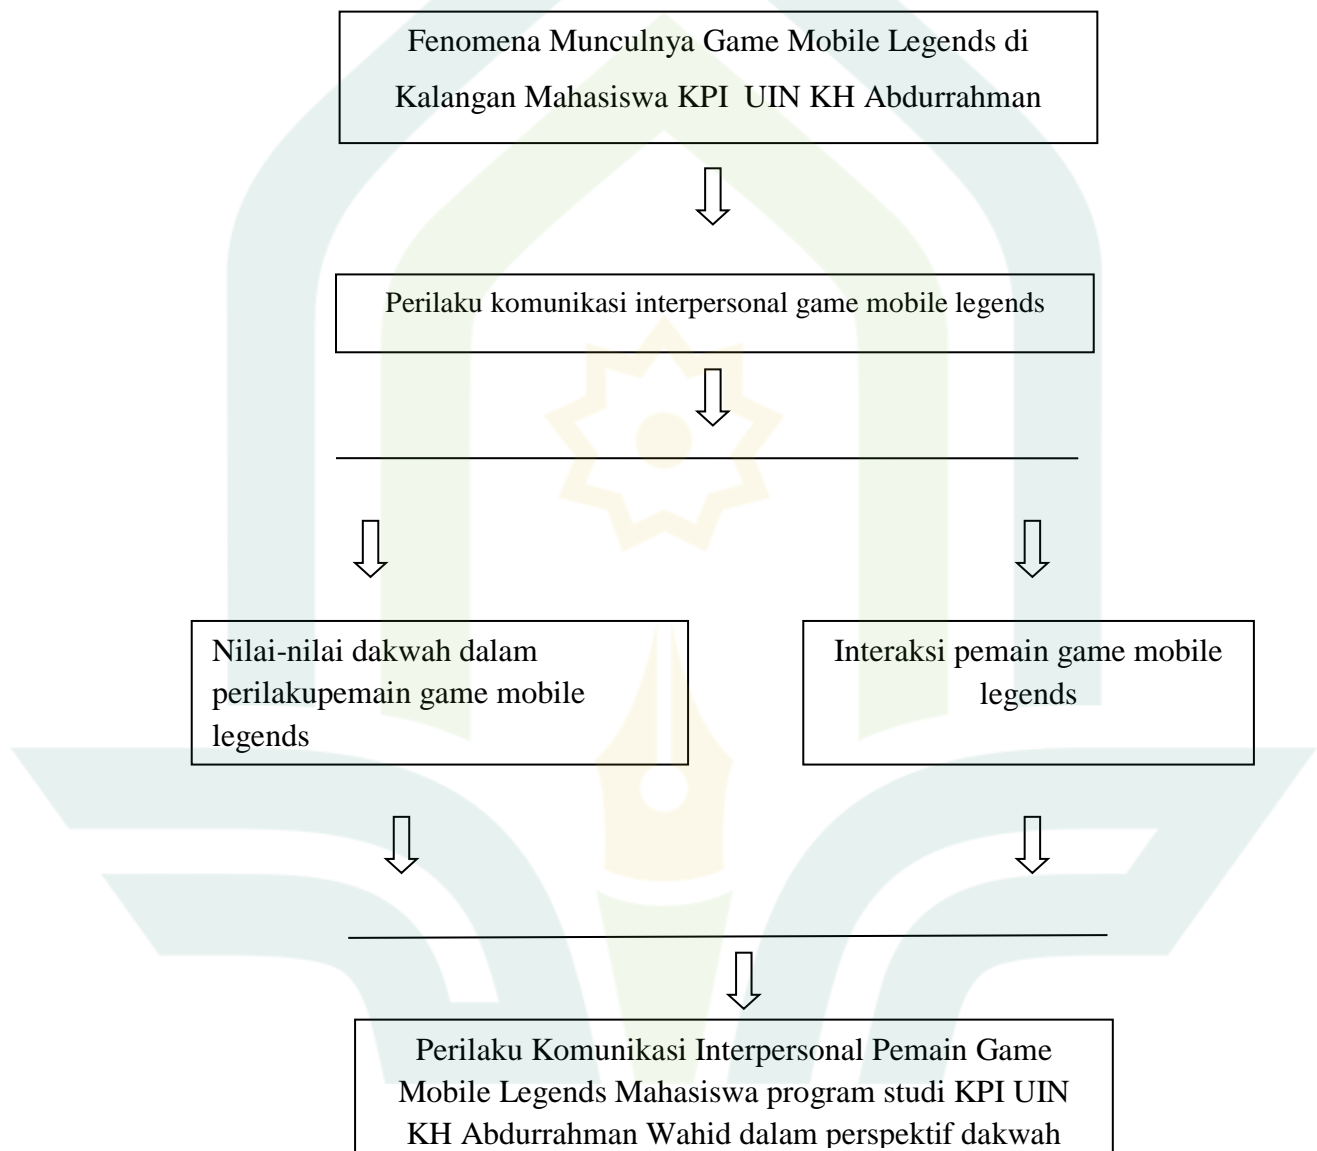 Fenomena Munculnya Game Mobile Legends di
Kalangan Mahasiswa KPI UIN KH Abdurrahman
Perilaku komunikasi interpersonal game mobile legends
Nilai-nilai dakwah dalam
perilakupemain game mobile
legends
Interaksi pemain game mobile
legends
Perilaku Komunikasi Interpersonal Pemain Game
Mobile Legends Mahasiswa program studi KPI UIN
KH Abdurrahman Wahid dalam perspektif dakwah